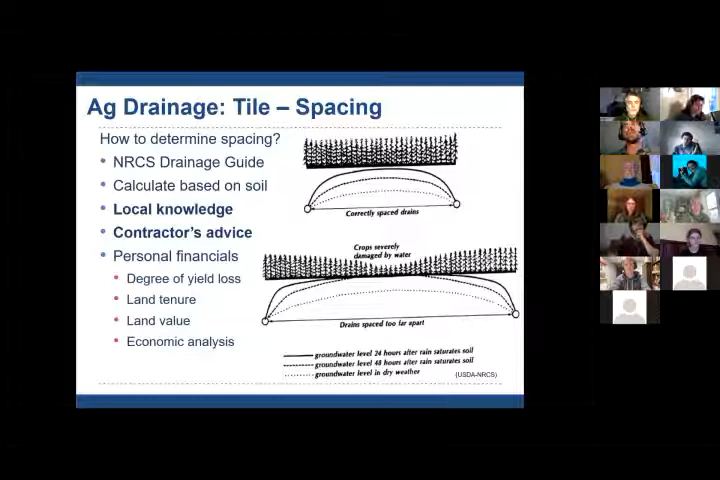 Ag Drainage: Tile – Spacing
How to determine spacing?
• NRCS Drainage Guide
• Calculate based on soil
• Local knowledge
• Contractor's advice
• Personal financials
• Degree of yield loss
• Land tenure
• Land value
• Economic analysis
Correctly spaced drains
Crops severely
damaged by water
Drains spaced too far apart
groundwater level 24 hours after rain saturates soil
groundwater level 48 hours after rain saturates soil
groundwater level in dry weather
(USDA-NRCS)